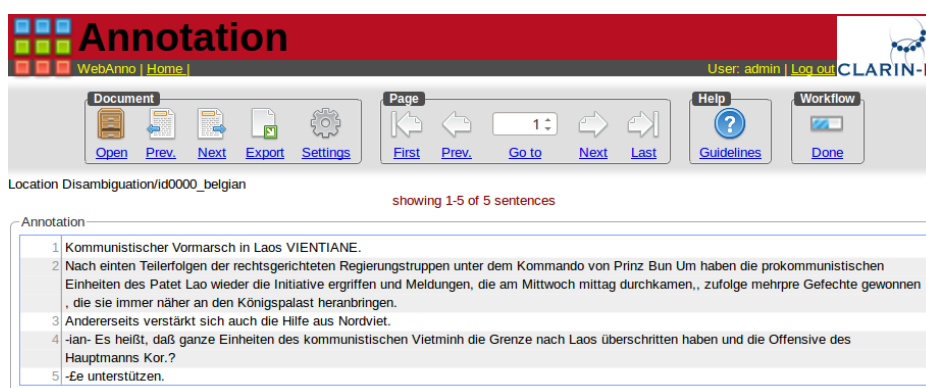 Annotation
WebAnno | Home |
User: admin | Log out
CLARIN-
Document
Page
Help
Workflow
1
Open Prev. Next Export Settings
First Prev. Go to Next Last
Guidelines
Done
Location Disambiguation/id0000_belgian
showing 1-5 of 5 sentences
Annotation
1 Kommunistischer Vormarsch in Laos VIENTIANE.
2 Nach einten Teilerfolgen der rechtsgerichteten Regierungstruppen unter dem Kommando von Prinz Bun Um haben die prokommunistischen
Einheiten des Patet Lao wieder die Initiative ergriffen und Meldungen, die am Mittwoch mittag durchkamen,, zufolge mehrpre Gefechte gewonnen
, die sie immer näher an den Königspalast heranbringen.
3 Andererseits verstärkt sich auch die Hilfe aus Nordviet.
4 -ian- Es heißt, daß ganze Einheiten des kommunistischen Vietminh die Grenze nach Laos überschritten haben und die Offensive des
Hauptmanns Kor.?
5 -£e unterstützen.